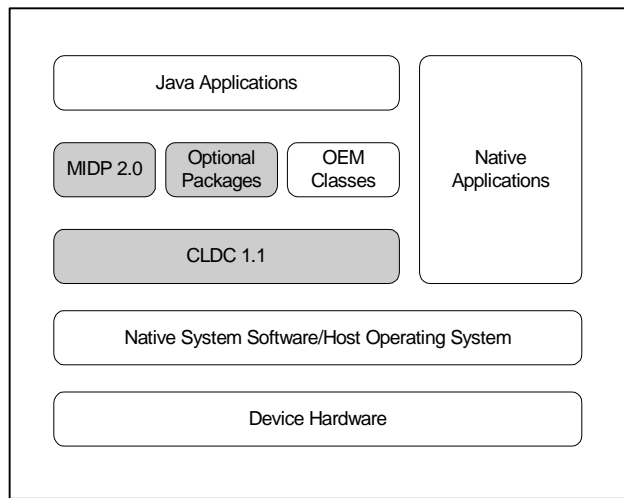 Java Applications
MIDP 2.0
Optional
Packages
OEM
Classes
Native
Applications
CLDC 1.1
Native System Software/Host Operating System
Device Hardware